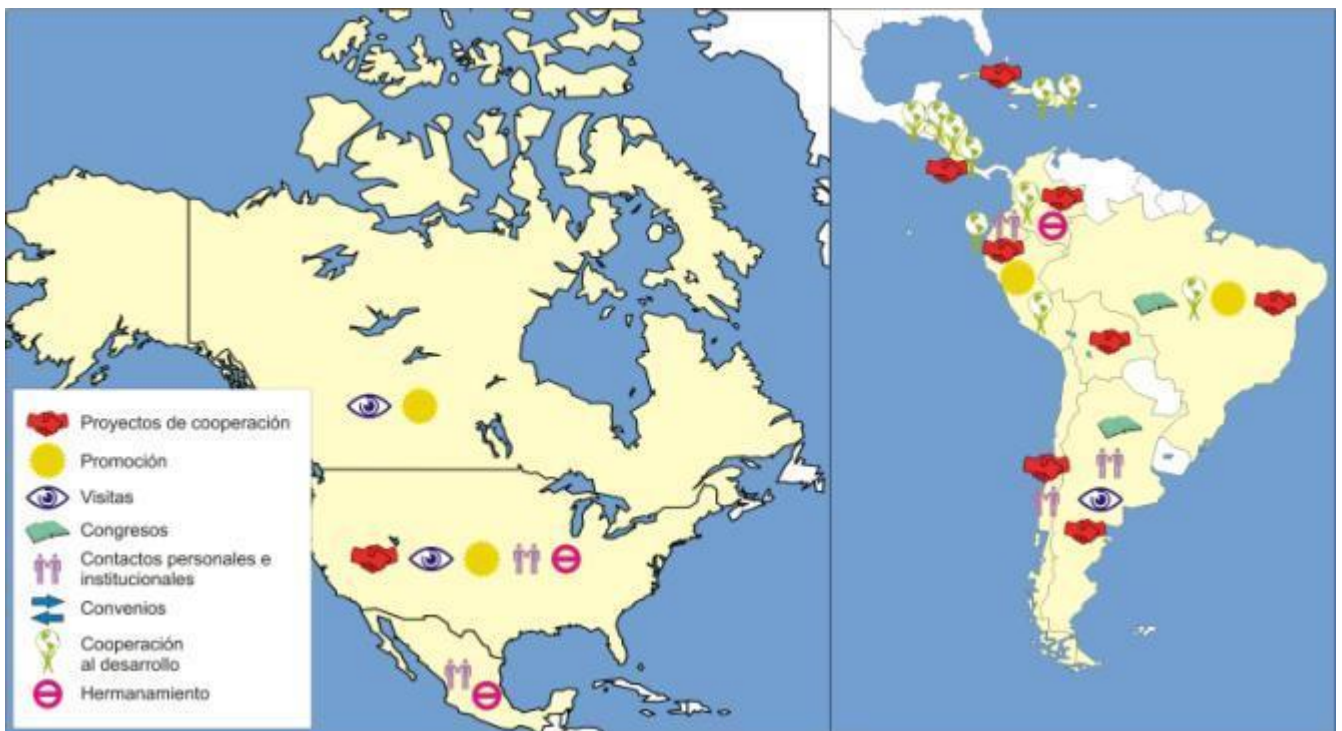 Proyectos de cooperación
Promoción
Visitas
Congresos
Contactos personales e
institucionales
Convenios
Cooperación
al desarrollo
Hermanamiento